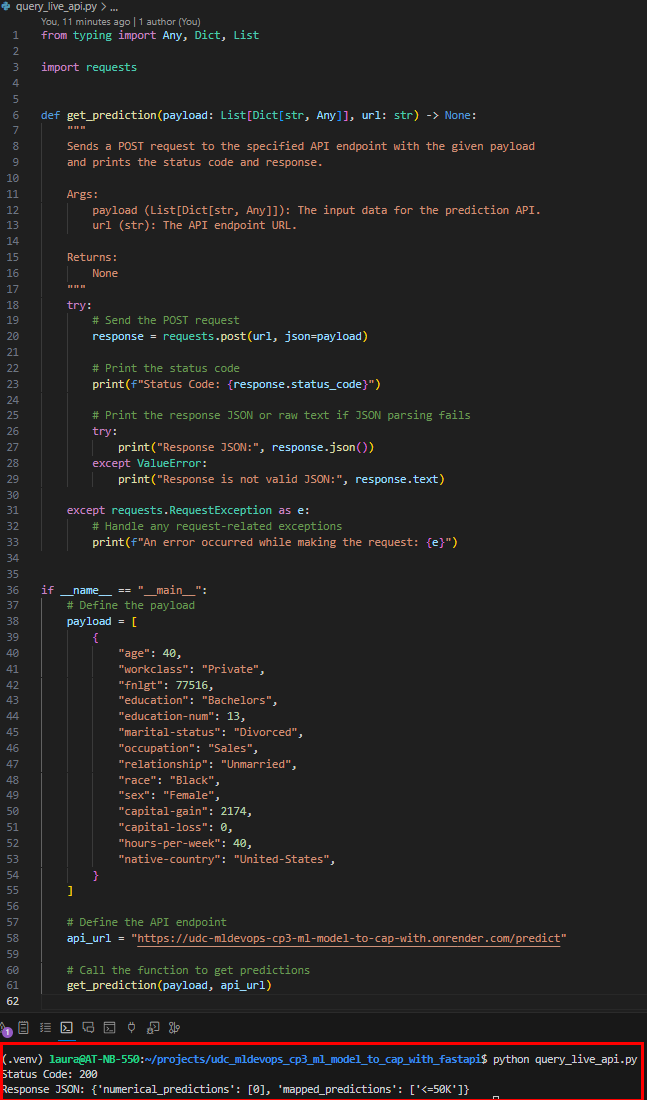 query_live_api.py > ...
You, 11 minutes ago | 1 author (You)
1 from typing import Any, Dict, List
2
3 import requests
4
5
6 def get_prediction(payload: List[Dict[str, Any]], url: str) -> None:
7 """
8 Sends a POST request to the specified API endpoint with the given payload
9 and prints the status code and response.
10
11 Args:
12 payload (List[Dict[str, Any]]): The input data for the prediction API.
13 url (str): The API endpoint URL.
14
15 Returns:
16 None
17 """
18 try:
19 # Send the POST request
20 response = requests.post(url, json=payload)
21
22 # Print the status code
23 print(f"Status Code: {response.status_code}")
24
25 # Print the response JSON or raw text if JSON parsing fails
26 try:
27 print("Response JSON:", response.json())
28 except ValueError:
29 print("Response is not valid JSON:", response.text)
30
31 except requests.RequestException as e:
32 # Handle any request-related exceptions
33 print(f"An error occurred while making the request: {e}")
34
35
36 if __name__ == "__main__":
37 # Define the payload
38 payload = [
39 {
40 "age": 40,
41 "workclass": "Private",
42 "fnlgt": 77516,
43 "education": "Bachelors",
44 "education-num": 13,
45 "marital-status": "Divorced",
46 "occupation": "Sales",
47 "relationship": "Unmarried",
48 "race": "Black",
49 "sex": "Female",
50 "capital-gain": 2174,
51 "capital-loss": 0,
52 "hours-per-week": 40,
53 "native-country": "United-States",
54 }
55 ]
56
57 # Define the API endpoint
58 api_url = "https://udc-mldevops-cp3-ml-model-to-cap-with.onrender.com/predict"
59
60 # Call the function to get predictions
61 get_prediction(payload, api_url)
62
1
(.venv) laura@AT-NB-550:~/projects/udc_mldevops_cp3_ml_model_to_cap_with_fastapi$ python query_live_api.py
Status Code: 200
Response JSON: {'numerical_predictions': [0], 'mapped_predictions': ['<=50K']}